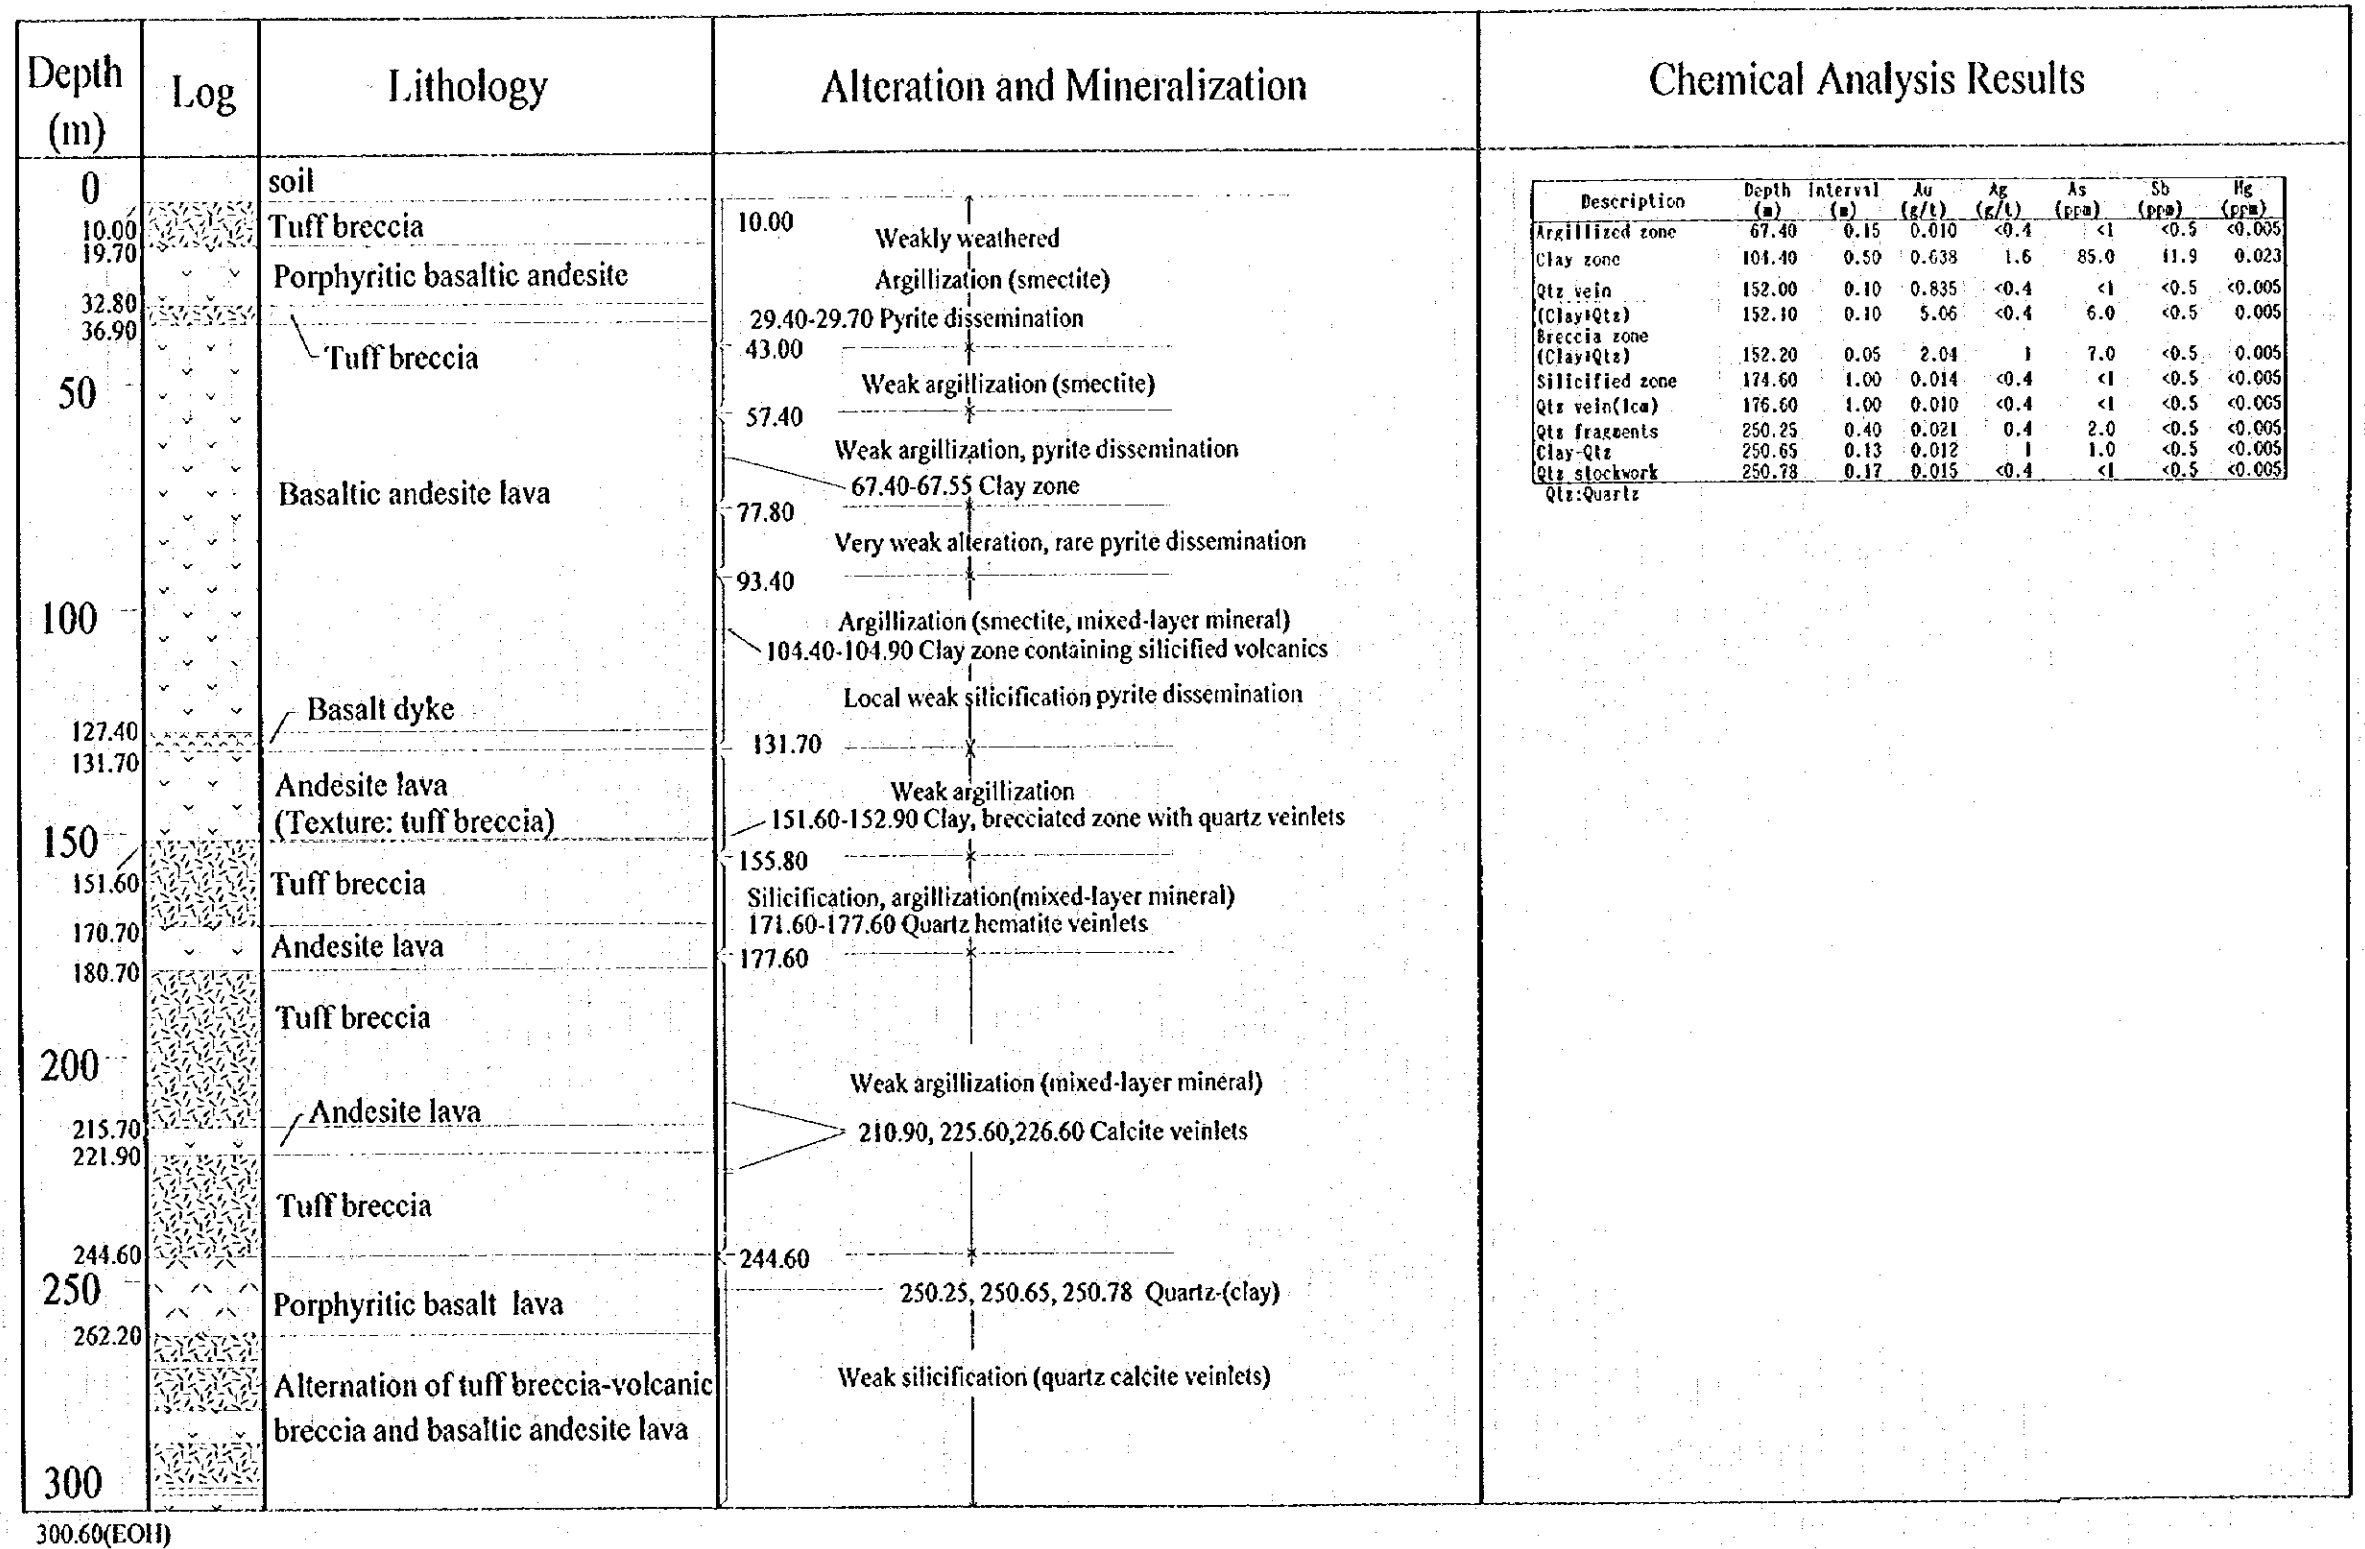 Depth
(m)
Log
Lithology
Alteration and Mineralization
Chemical Analysis Results
0
10.00
19.70
32.80
36.90
50
100
127.40
131.70
150
151.60
170.70
180.70
200
215.70
221.90
244.60
250
262.20
300
300.60(EOH)
soil
Tuff breccia
Porphyritic basaltic andesite
Tuff breccia
Basaltic andesite lava
Basalt dyke
Andesite lava
(Texture: tuff breccia)
Tuff breccia
Andesite lava
Tuff breccia
Andesite lava
Tuff breccia
Porphyritic basalt lava
Alternation of tuff breccia-volcanic
breccia and basaltic andesite lava
10.00
Weakly weathered
Argillization (smectite)
29.40-29.70 Pyrite dissemination
43.00
Weak argillization (smectite)
57.40
Weak argillization, pyrite dissemination
67.40-67.55 Clay zone
77.80
Very weak alteration, rare pyrite dissemination
93.40
Argillization (smectite, mixed-layer mineral)
104.40-104.90 Clay zone containing silicified volcanics
Local weak silicification pyrite dissemination
131.70
Weak argillization
151.60-152.90 Clay, brecciated zone with quartz veinlets
155.80
Silicification, argillization(mixed-layer mineral)
171.60-177.60 Quartz hematite veinlets
177.60
Weak argillization (mixed-layer mineral)
210.90, 225.60,226.60 Calcite veinlets
244.60
250.25, 250.65, 250.78 Quartz-(clay)
Weak silicification (quartz calcite veinlets)
Description Depth Interval Au Ag As Sb Hg
(m) (m) (g/t) (g/t) (ppm) (ppm) (ppm)
Argillized zone 67.40 0.15 0.010 <0.4 <1 <0.5 <0.005
Clay zone 104.40 0.50 0.638 1.6 85.0 11.9 0.023
Qtz vein 152.00 0.10 0.835 <0.4 <1 <0.5 <0.005
(Clay+Qtz) 152.10 0.10 5.06 <0.4 6.0 <0.5 0.005
Breccia zone
(Clay+Qtz) 152.20 0.05 2.04 1 7.0 <0.5 0.005
Silicified zone 174.60 1.00 0.014 <0.4 <1 <0.5 <0.005
Qtz vein(1cm) 176.60 1.00 0.010 <0.4 <1 <0.5 <0.005
Qtz fragments 250.25 0.40 0.021 0.4 2.0 <0.5 <0.005
Clay-Qtz 250.65 0.13 0.012 1 1.0 <0.5 <0.005
Qtz stockwork 250.78 0.17 0.015 <0.4 <1 <0.5 <0.005
Qtz:Quartz